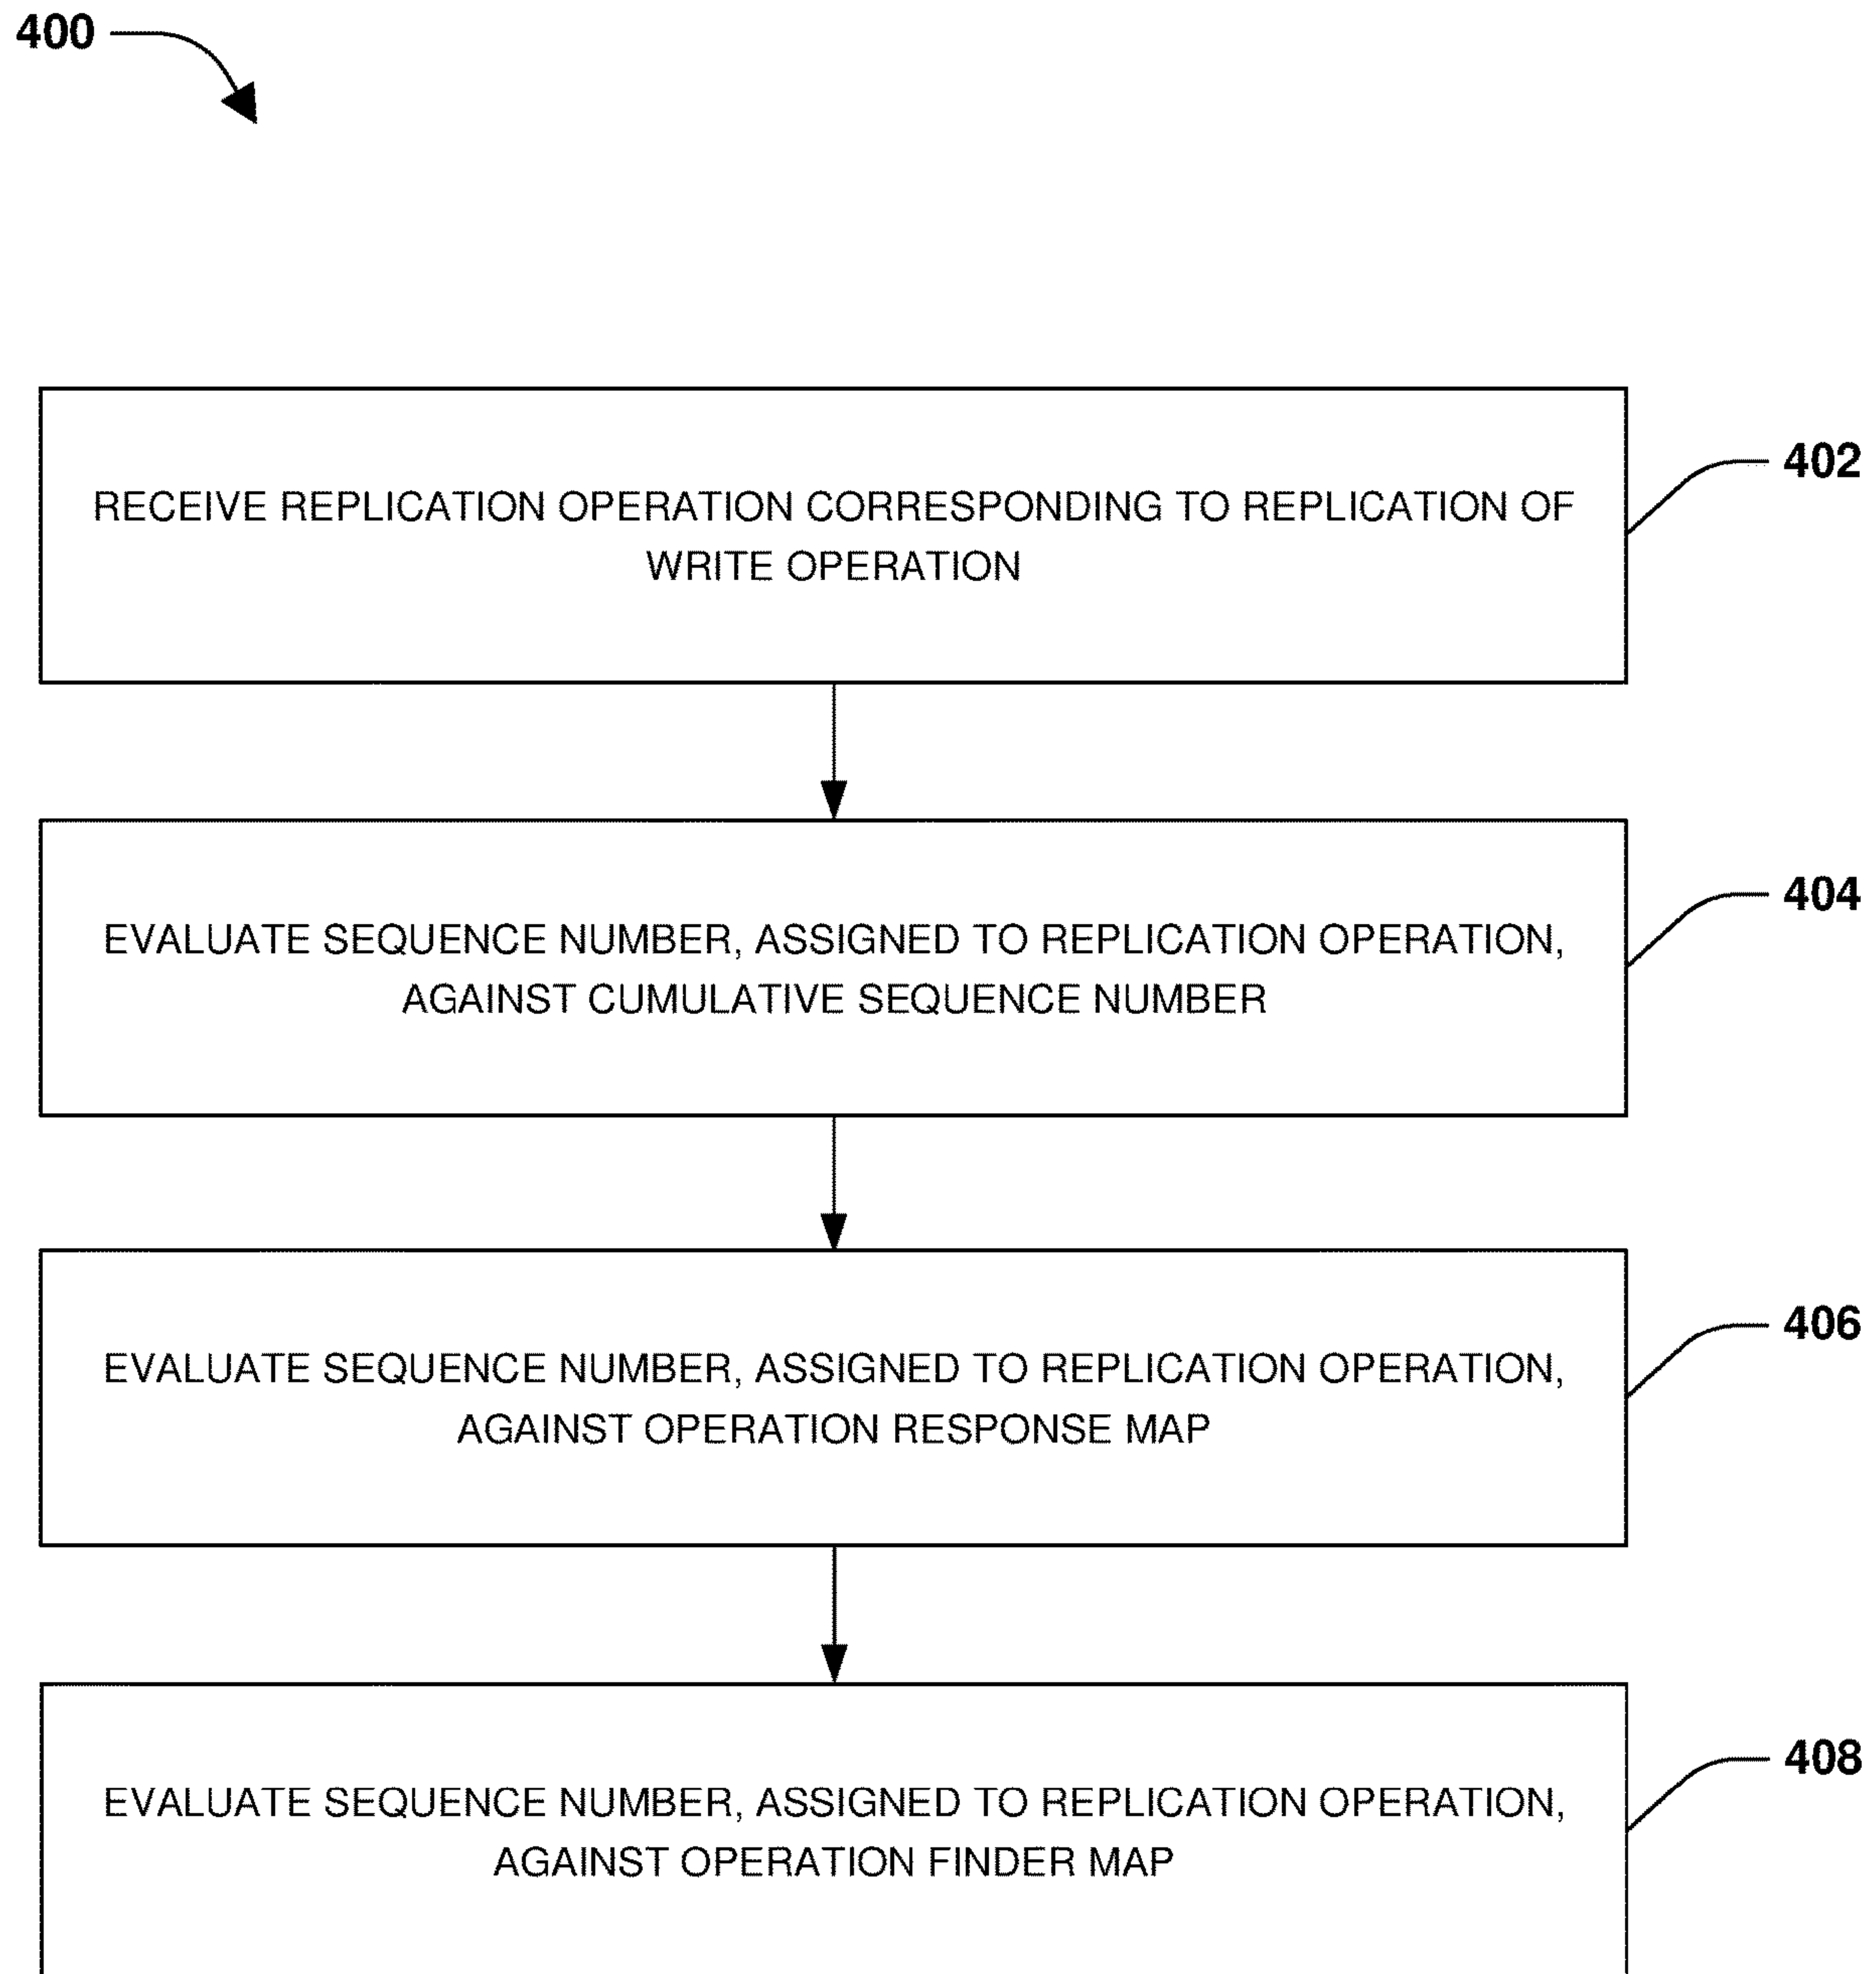 400
RECEIVE REPLICATION OPERATION CORRESPONDING TO REPLICATION OF
WRITE OPERATION
402
EVALUATE SEQUENCE NUMBER, ASSIGNED TO REPLICATION OPERATION,
AGAINST CUMULATIVE SEQUENCE NUMBER
404
EVALUATE SEQUENCE NUMBER, ASSIGNED TO REPLICATION OPERATION,
AGAINST OPERATION RESPONSE MAP
406
EVALUATE SEQUENCE NUMBER, ASSIGNED TO REPLICATION OPERATION,
AGAINST OPERATION FINDER MAP
408